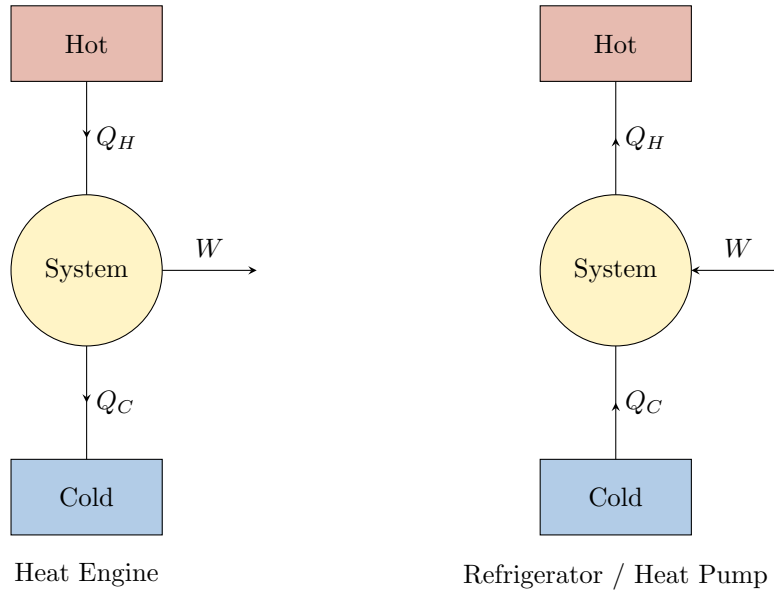 Hot
Q_H
System
W
Q_C
Cold
Heat Engine
Hot
Q_H
System
W
Q_C
Cold
Refrigerator / Heat Pump